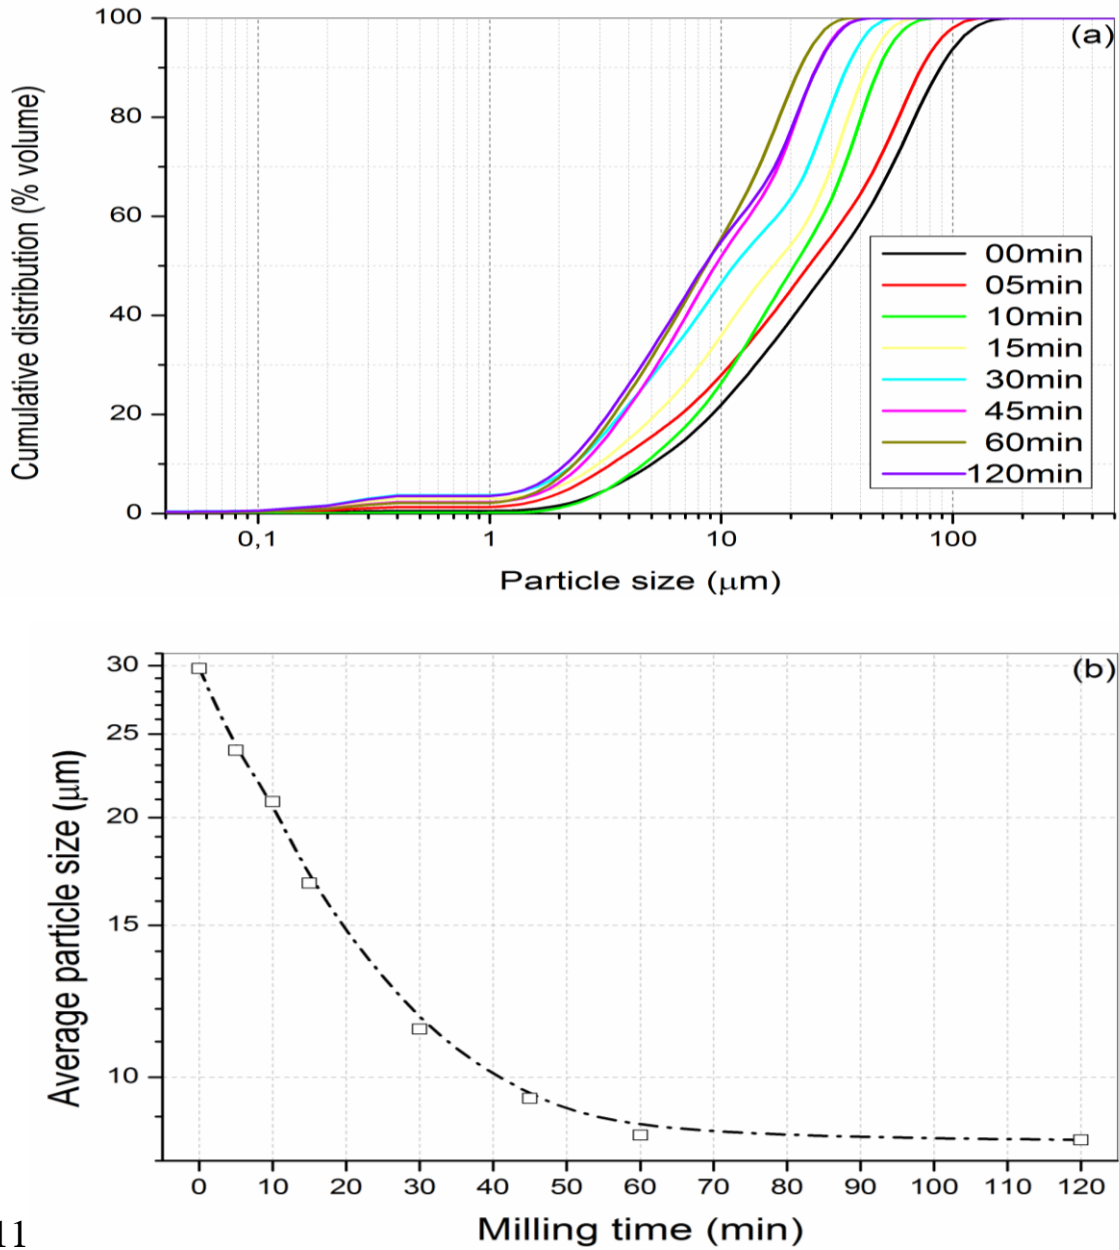 (a)
Cumulative distribution (% volume)
100
80
60
40
20
0
0,1 1 10 100
Particle size (μm)
00min
05min
10min
15min
30min
45min
60min
120min
(b)
Average particle size (μm)
30
25
20
15
10
0 10 20 30 40 50 60 70 80 90 100 110 120
Milling time (min)
11